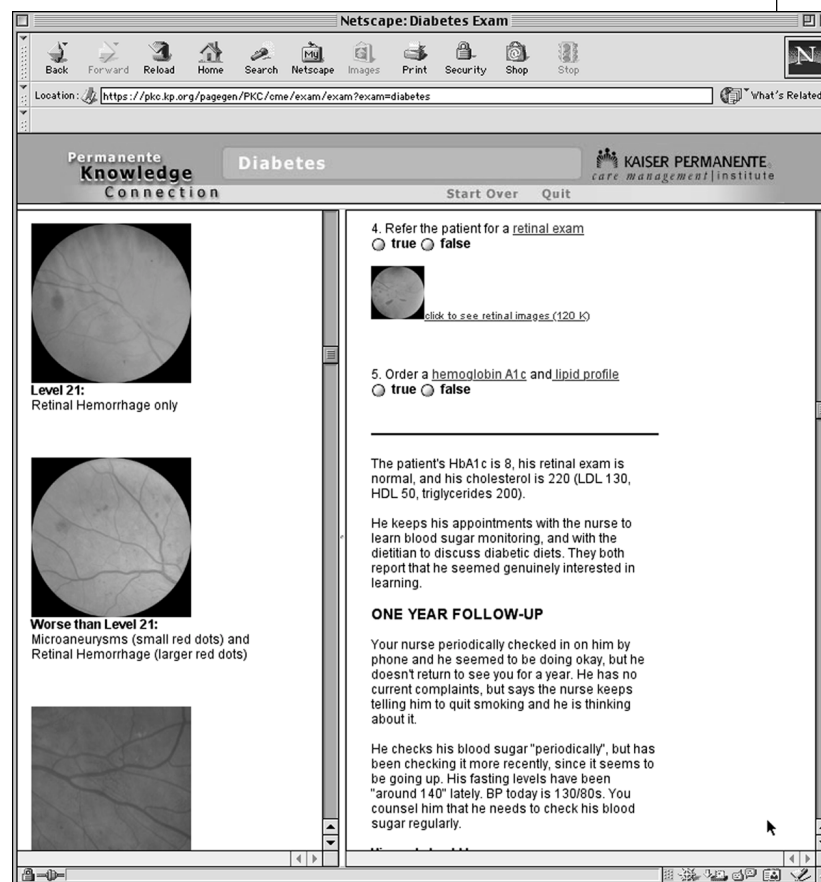 Netscape: Diabetes Exam
Back Forward Reload Home Search Netscape Images Print Security Shop Stop
My
N
Location: https://pkc.kp.org/pagegen/PKC/cme/exam/exam?exam=diabetes
What's Related
Permanente
Knowledge
Connection
Diabetes
KAISER PERMANENTE
care management | institute
Start Over Quit
Level 21:
Retinal Hemorrhage only
Worse than Level 21:
Microaneurysms (small red dots) and
Retinal Hemorrhage (larger red dots)
4. Refer the patient for a retinal exam
true false
click to see retinal images (120 K)
5. Order a hemoglobin A1c and lipid profile
true false
The patient's HbA1c is 8, his retinal exam is
normal, and his cholesterol is 220 (LDL 130,
HDL 50, triglycerides 200).
He keeps his appointments with the nurse to
learn blood sugar monitoring, and with the
dietitian to discuss diabetic diets. They both
report that he seemed genuinely interested in
learning.
ONE YEAR FOLLOW-UP
Your nurse periodically checked in on him by
phone and he seemed to be doing okay, but he
doesn't return to see you for a year. He has no
current complaints, but says the nurse keeps
telling him to quit smoking and he is thinking
about it.
He checks his blood sugar "periodically", but has
been checking it more recently, since it seems to
be going up. His fasting levels have been
"around 140" lately. BP today is 130/80s. You
counsel him that he needs to check his blood
sugar regularly.